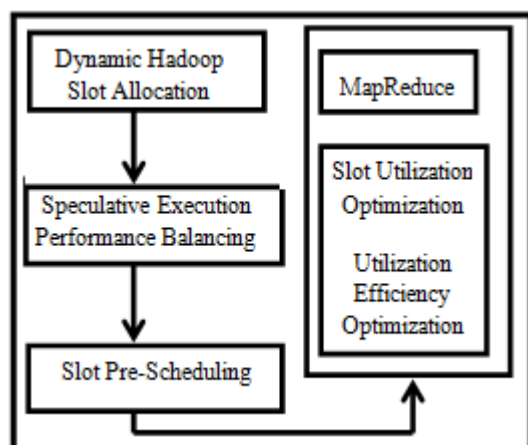 Dynamic Hadoop
Slot Allocation
Speculative Execution
Performance Balancing
Slot Pre-Scheduling
MapReduce
Slot Utilization
Optimization
Utilization
Efficiency
Optimization